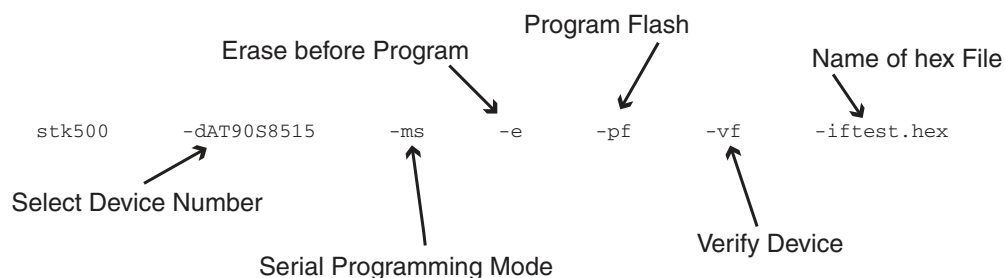 Program Flash
Erase before Program
Name of hex File
stk500 -dAT90S8515 -ms -e -pf -vf -iftest.hex
Select Device Number
Verify Device
Serial Programming Mode